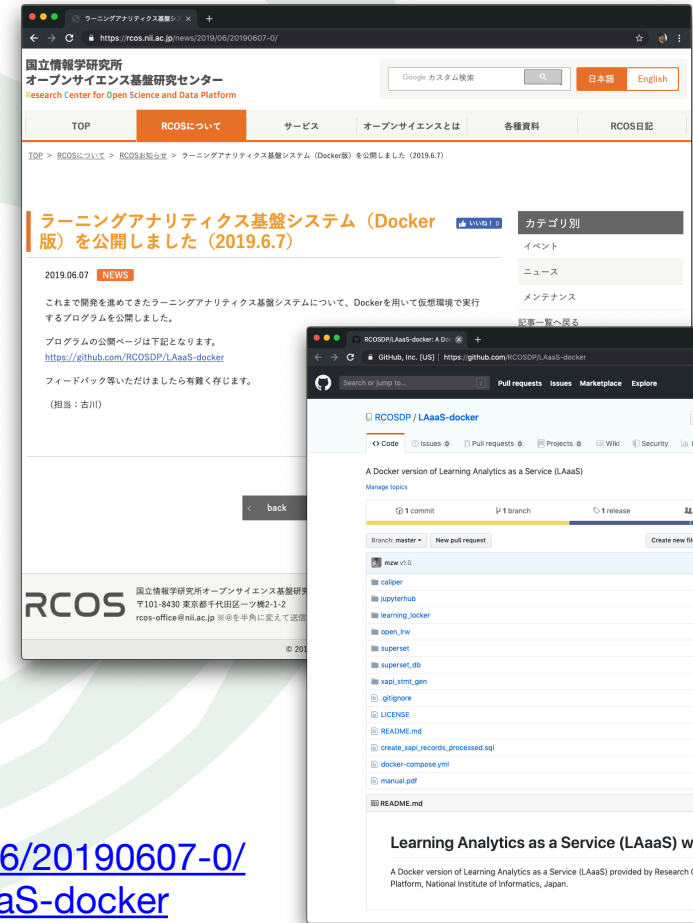 ラーニングアナリティクス基盤シス
https://rcos.nii.ac.jp/news/2019/06/20190607-0/
国立情報学研究所
オープンサイエンス基盤研究センター
Research Center for Open Science and Data Platform
Google カスタム検索
日本語
English
TOP
RCOSについて
サービス
オープンサイエンスとは
各種資料
RCOS日記
TOP > RCOSについて > RCOSお知らせ > ラーニングアナリティクス基盤システム（Docker版）を公開しました（2019.6.7）
ラーニングアナリティクス基盤システム（Docker
版）を公開しました（2019.6.7）
いいね！ 0
2019.06.07 NEWS
これまで開発を進めてきたラーニングアナリティクス基盤システムについて、Dockerを用いて仮想環境で実行
するプログラムを公開しました。
プログラムの公開ページは下記となります。
https://github.com/RCOSDP/LAaaS-docker
フィードバック等いただけましたら有難く存じます。
（担当：古川）
カテゴリ別
イベント
ニュース
メンテナンス
記事一覧へ戻る
< back
RCOS
国立情報学研究所オープンサイエンス基盤研究
〒101-8430 東京都千代田区一ツ橋2-1-2
rcos-office@nii.ac.jp ※@を半角に変えて送信
© 201
RCOSDP/LAaaS-docker: A Do
GitHub, Inc. [US] | https://github.com/RCOSDP/LAaaS-docker
Search or jump to...
Pull requests Issues Marketplace Explore
RCOSDP / LAaaS-docker
Code
Issues 0
Pull requests 0
Projects 0
Wiki
Security
A Docker version of Learning Analytics as a Service (LAaaS)
Manage topics
1 commit
1 branch
1 release
Branch: master
New pull request
Create new file
mzw v1.0
caliper
jupyterhub
learning_locker
open_lrw
superset
superset_db
xapi_stmt_gen
.gitignore
LICENSE
README.md
create_xapi_records_processed.sql
docker-compose.yml
manual.pdf
README.md
Learning Analytics as a Service (LAaaS) w
A Docker version of Learning Analytics as a Service (LAaaS) provided by Research
Platform, National Institute of Informatics, Japan.
6/20190607-0/
aS-docker